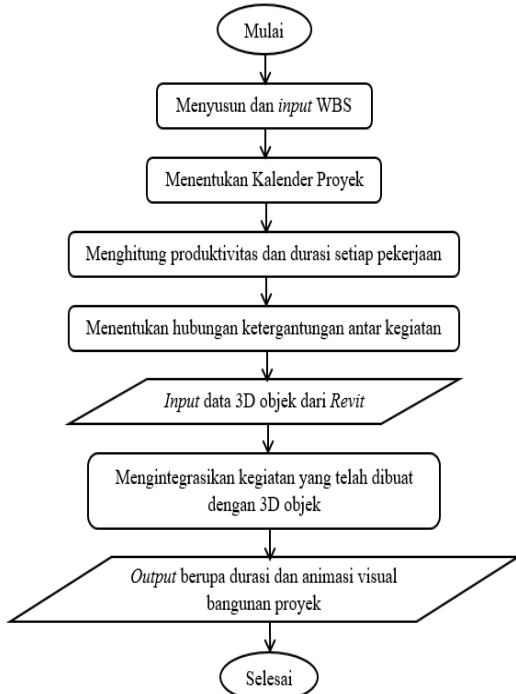 Mulai
Menyusun dan input WBS
Menentukan Kalender Proyek
Menghitung produktivitas dan durasi setiap pekerjaan
Menentukan hubungan ketergantungan antar kegiatan
Input data 3D objek dari Revit
Mengintegrasikan kegiatan yang telah dibuat
dengan 3D objek
Output berupa durasi dan animasi visual
bangunan proyek
Selesai